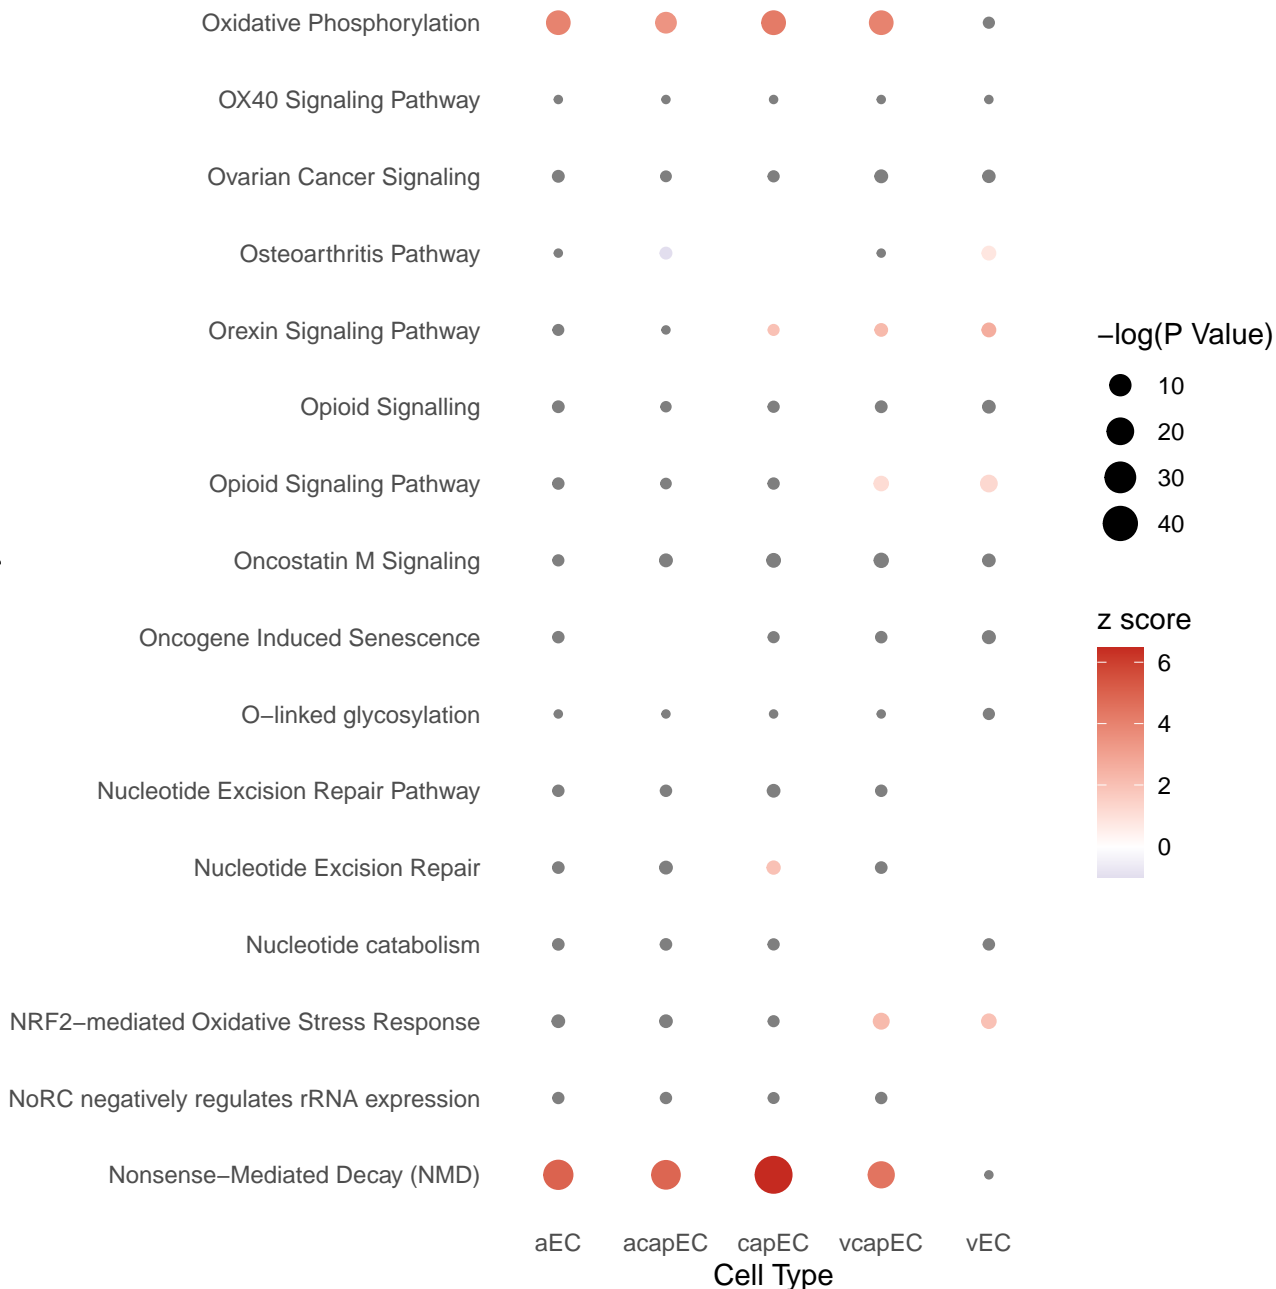 Oxidative Phosphorylation
OX40 Signaling Pathway
Ovarian Cancer Signaling
Osteoarthritis Pathway
Orexin Signaling Pathway
Opioid Signalling
Opioid Signaling Pathway
Oncostatin M Signaling
Oncogene Induced Senescence
O−linked glycosylation
Nucleotide Excision Repair Pathway
Nucleotide Excision Repair
Nucleotide catabolism
NRF2−mediated Oxidative Stress Response
NoRC negatively regulates rRNA expression
Nonsense−Mediated Decay (NMD)
aEC acapEC capEC vcapEC vEC
Cell Type
−log(P Value)
10
20
30
40
z score
6
4
2
0